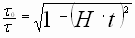 τ₀/τ = √(1 − (H · t)²)